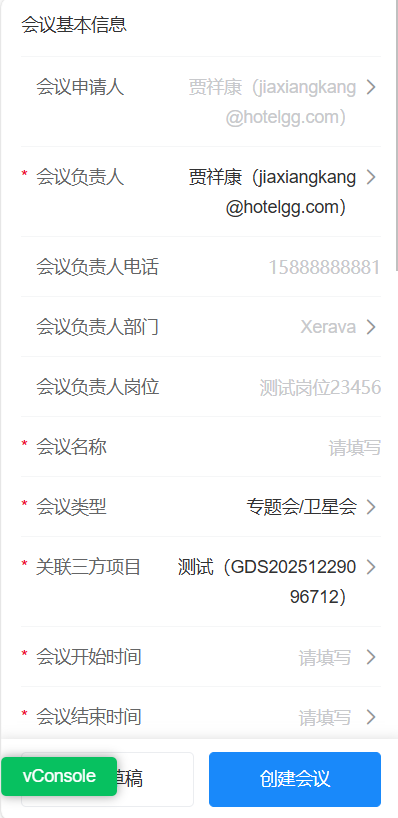 会议基本信息
会议申请人 贾祥康（jiaxiangkang
@hotelgg.com）
* 会议负责人 贾祥康（jiaxiangkang
@hotelgg.com）
会议负责人电话 15888888881
会议负责人部门 Xerava
会议负责人岗位 测试岗位23456
* 会议名称 请填写
* 会议类型 专题会/卫星会
* 关联三方项目 测试（GDS202512290
96712）
* 会议开始时间 请填写
* 会议结束时间 请填写
vConsole 草稿 创建会议